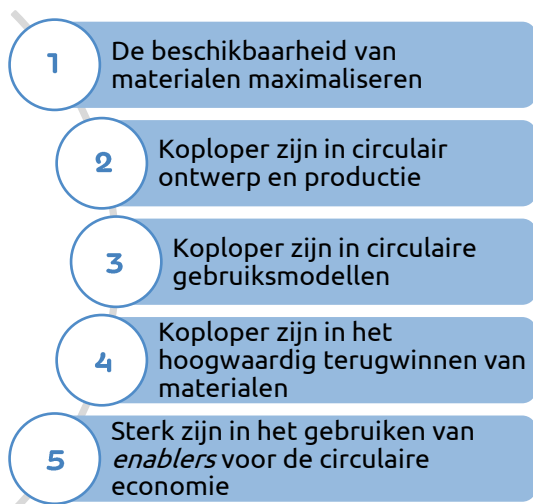 1
De beschikbaarheid van
materialen maximaliseren
2
Koploper zijn in circulair
ontwerp en productie
3
Koploper zijn in circulaire
gebruiksmodellen
4
Koploper zijn in het
hoogwaardig terugwinnen van
materialen
5
Sterk zijn in het gebruiken van
enablers voor de circulaire
economie